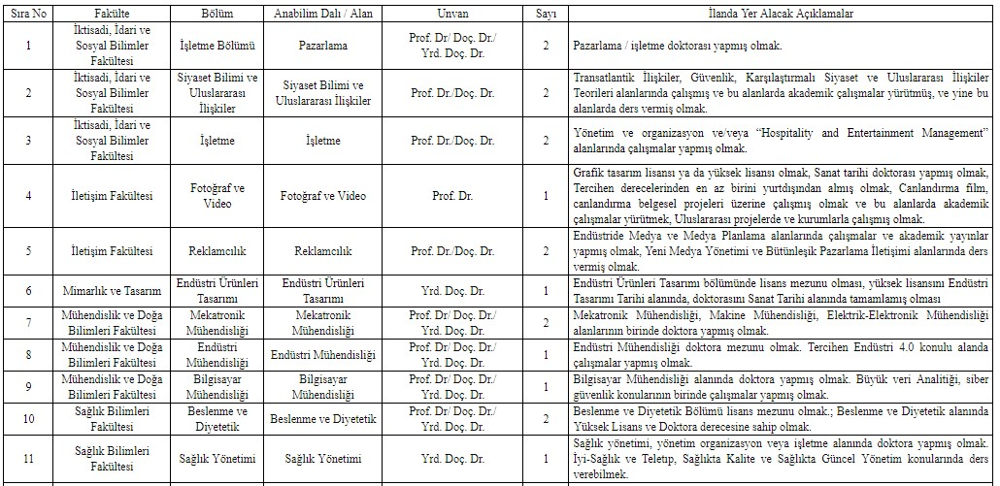 Sıra No Fakülte Bölüm Anabilim Dalı / Alan Unvan Sayı İlanda Yer Alacak Açıklamalar
1
İktisadi, İdari ve
Sosyal Bilimler
Fakültesi
İşletme Bölümü
Pazarlama
Prof. Dr/ Doç. Dr./
Yrd. Doç. Dr.
2
Pazarlama / işletme doktorası yapmış olmak.
2
İktisadi, İdari ve
Sosyal Bilimler
Fakültesi
Siyaset Bilimi ve
Uluslararası
İlişkiler
Siyaset Bilimi ve
Uluslararası İlişkiler
Prof. Dr./Doç. Dr.
2
Transatlantik İlişkiler, Güvenlik, Karşılaştırmalı Siyaset ve Uluslararası İlişkiler
Teorileri alanlarında çalışmış ve bu alanlarda akademik çalışmalar yürütmüş, ve yine bu
alanlarda ders vermiş olmak.
3
İktisadi, İdari ve
Sosyal Bilimler
Fakültesi
İşletme
İşletme
Prof. Dr./Doç. Dr.
2
Yönetim ve organizasyon ve/veya “Hospitality and Entertainment Management”
alanlarında çalışmalar yapmış olmak.
4
İletişim Fakültesi
Fotoğraf ve
Video
Fotoğraf ve Video
Prof. Dr.
1
Grafik tasarım lisansı ya da yüksek lisansı olmak, Sanat tarihi doktorası yapmış olmak,
Tercihen derecelerinden en az birini yurtdışından almış olmak, Canlandırma film,
canlandırma belgesel projeleri üzerine çalışmış olmak ve bu alanlarda akademik
çalışmalar yürütmek, Uluslararası projelerde ve kurumlarla çalışmış olmak.
5
İletişim Fakültesi
Reklamcılık
Reklamcılık
Prof. Dr./Doç. Dr.
2
Endüstride Medya ve Medya Planlama alanlarında çalışmalar ve akademik yayınlar
yapmış olmak, Yeni Medya Yönetimi ve Bütünleşik Pazarlama İletişimi alanlarında ders
vermiş olmak.
6
Mimarlık ve Tasarım
Endüstri Ürünleri
Tasarımı
Endüstri Ürünleri
Tasarımı
Yrd. Doç. Dr.
1
Endüstri Ürünleri Tasarımı bölümünde lisans mezunu olması, yüksek lisansını Endüstri
Tasarımı Tarihi alanında, doktorasını Sanat Tarihi alanında tamamlamış olması
7
Mühendislik ve Doğa
Bilimleri Fakültesi
Mekatronik
Mühendisliği
Mekatronik
Mühendisliği
Prof. Dr/ Doç. Dr./
Yrd. Doç. Dr.
2
Mekatronik Mühendisliği, Makine Mühendisliği, Elektrik-Elektronik Mühendisliği
alanlarının birinde doktora yapmış olmak.
8
Mühendislik ve Doğa
Bilimleri Fakültesi
Endüstri
Mühendisliği
Endüstri Mühendisliği
Prof. Dr/ Doç. Dr./
Yrd. Doç. Dr.
1
Endüstri Mühendisliği doktora mezunu olmak. Tercihen Endüstri 4.0 konulu alanda
çalışmalar yapmış olmak.
9
Mühendislik ve Doğa
Bilimleri Fakültesi
Bilgisayar
Mühendisliği
Bilgisayar
Mühendisliği
Prof. Dr/ Doç. Dr./
Yrd. Doç. Dr.
1
Bilgisayar Mühendisliği alanında doktora yapmış olmak. Büyük veri Analitiği, siber
güvenlik konularının birinde çalışmalar yapmış olmak.
10
Sağlık Bilimleri
Fakültesi
Beslenme ve
Diyetetik
Beslenme ve Diyetetik
Prof. Dr/ Doç. Dr./
Yrd. Doç. Dr.
2
Beslenme ve Diyetetik Bölümü lisans mezunu olmak.; Beslenme ve Diyetetik alanında
Yüksek Lisans ve Doktora derecesine sahip olmak.
11
Sağlık Bilimleri
Fakültesi
Sağlık Yönetimi
Sağlık Yönetimi
Yrd. Doç. Dr.
1
Sağlık yönetimi, yönetim organizasyon veya işletme alanında doktora yapmış olmak.
İyi-Sağlık ve Teletıp, Sağlıkta Kalite ve Sağlıkta Güncel Yönetim konularında ders
verebilmek.